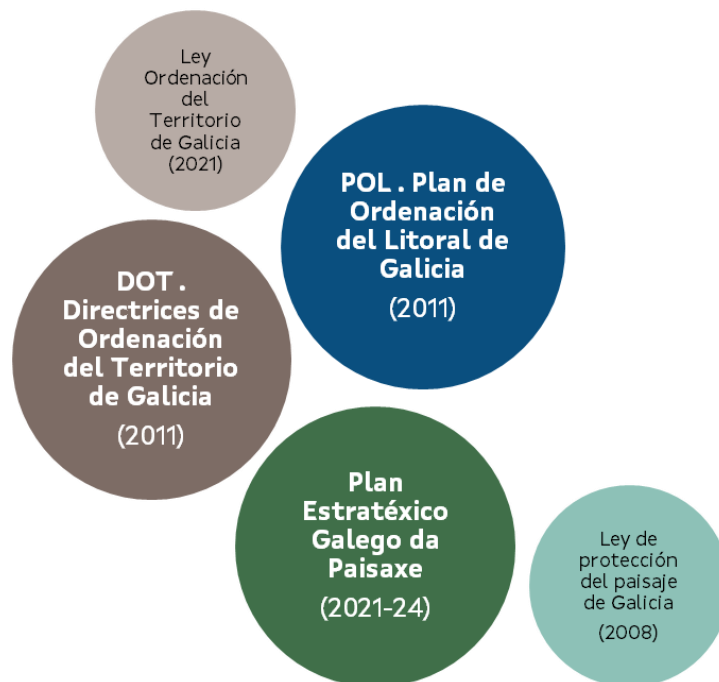 Ley
Ordenación
del
Territorio
de Galicia
(2021)
POL . Plan de
Ordenación
del Litoral de
Galicia
(2011)
DOT .
Directrices de
Ordenación
del Territorio
de Galicia
(2011)
Plan
Estratéxico
Galego da
Paisaxe
(2021-24)
Ley de
protección
del paisaje
de Galicia
(2008)